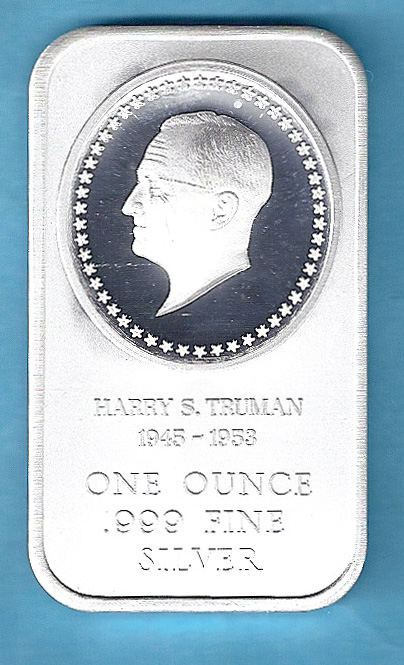 HARRY S. TRUMAN
1945 - 1953
ONE OUNCE
.999 FINE
SILVER